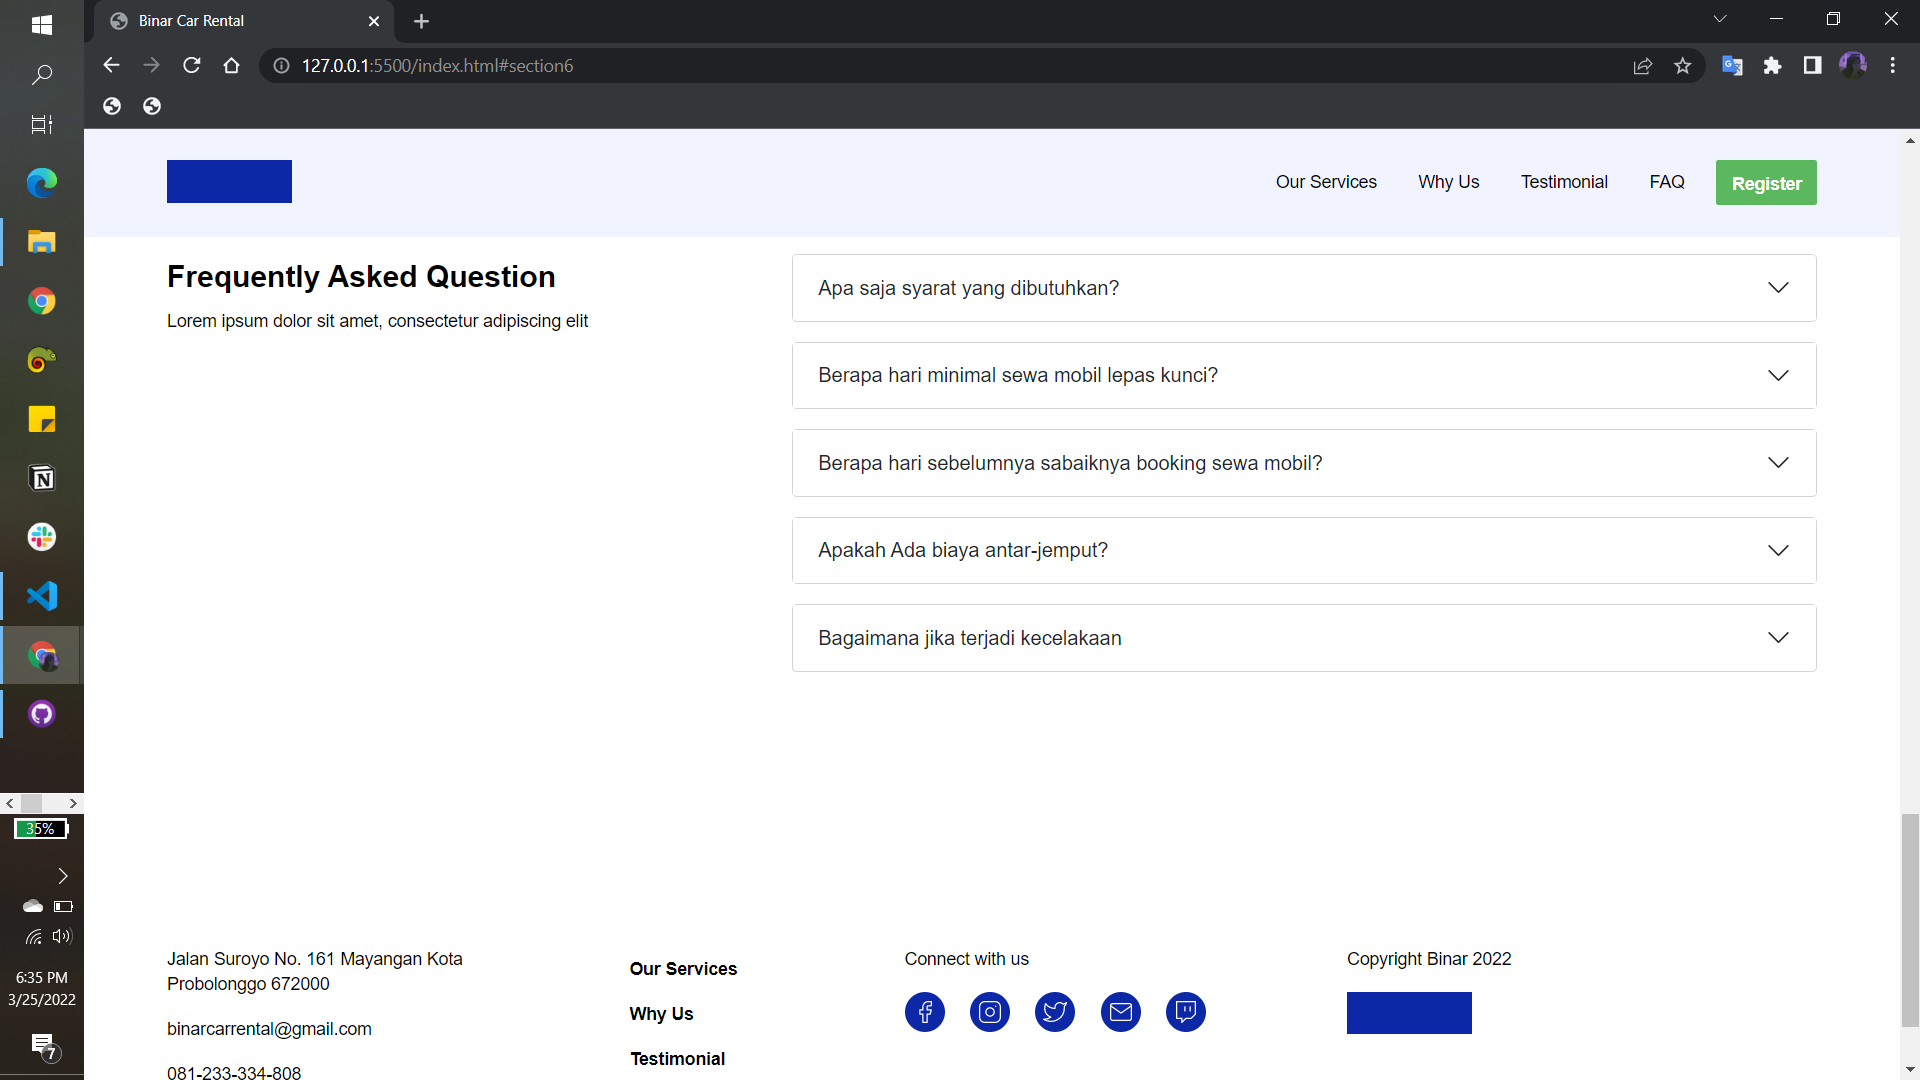 Binar Car Rental
127.0.0.1:5500/index.html#section6
Our Services
Why Us
Testimonial
FAQ
Register
Frequently Asked Question
Lorem ipsum dolor sit amet, consectetur adipiscing elit
Apa saja syarat yang dibutuhkan?
Berapa hari minimal sewa mobil lepas kunci?
Berapa hari sebelumnya sabaiknya booking sewa mobil?
Apakah Ada biaya antar-jemput?
Bagaimana jika terjadi kecelakaan
Jalan Suroyo No. 161 Mayangan Kota
Probolonggo 672000
binarcarrental@gmail.com
081-233-334-808
Our Services
Why Us
Testimonial
Connect with us
Copyright Binar 2022
35%
6:35 PM
3/25/2022
7